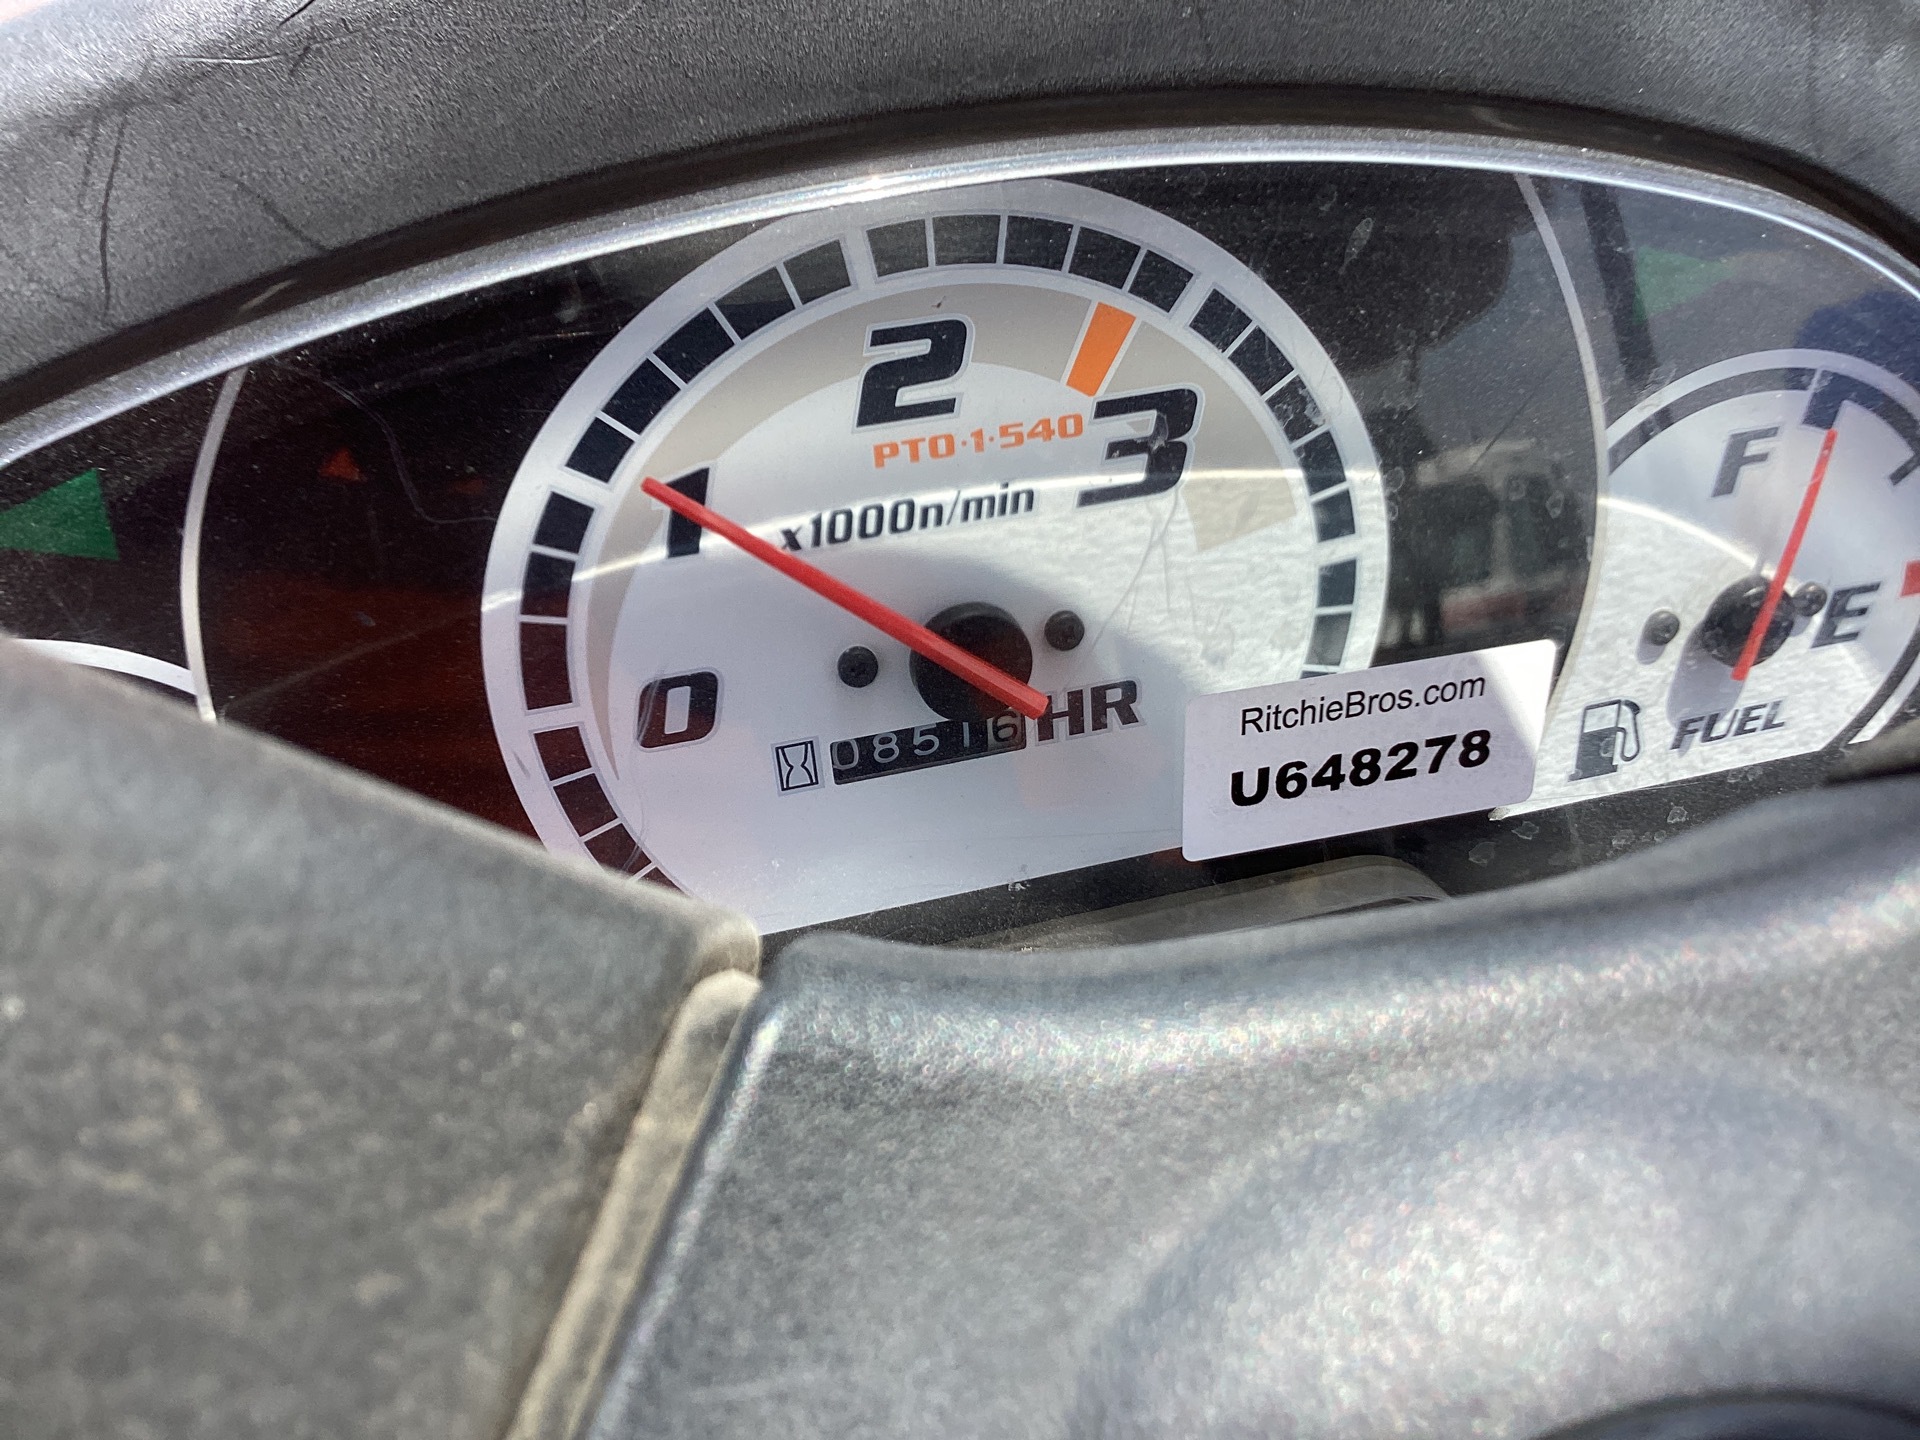 2
3
PTO·1·540
1
x1000n/min
0
HR
08516
RitchieBros.com
U648278
F
E
FUEL